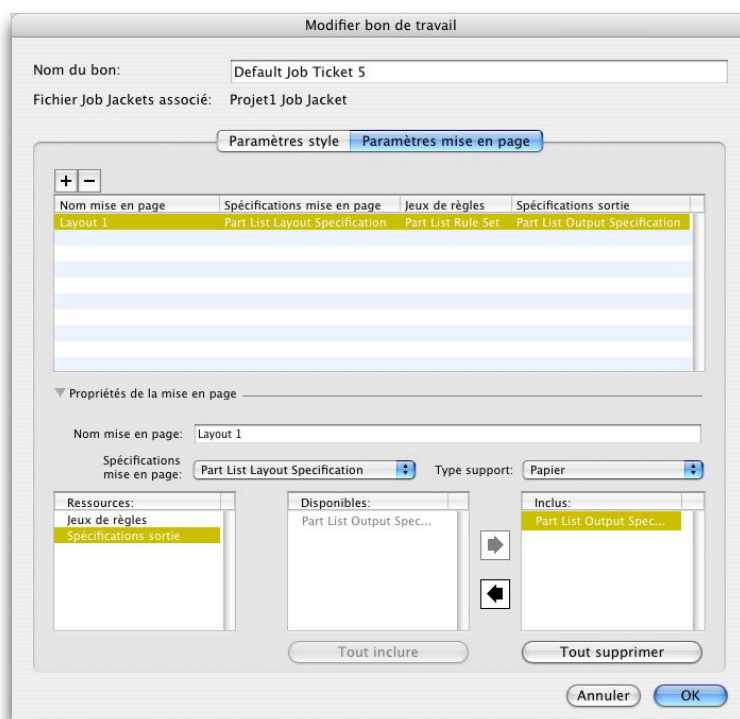 Modifier bon de travail
Nom du bon: Default Job Ticket 5
Fichier Job Jackets associé: Projet1 Job Jacket
Paramètres style Paramètres mise en page
+ −
Nom mise en page Spécifications mise en page Jeux de règles Spécifications sortie
Layout 1 Part List Layout Specification Part List Rule Set Part List Output Specification
Propriétés de la mise en page
Nom mise en page: Layout 1
Spécifications
mise en page: Part List Layout Specification Type support: Papier
Ressources: Disponibles: Inclus:
Jeux de règles Part List Output Spec... Part List Output Spec...
Spécifications sortie
Tout inclure Tout supprimer
Annuler OK